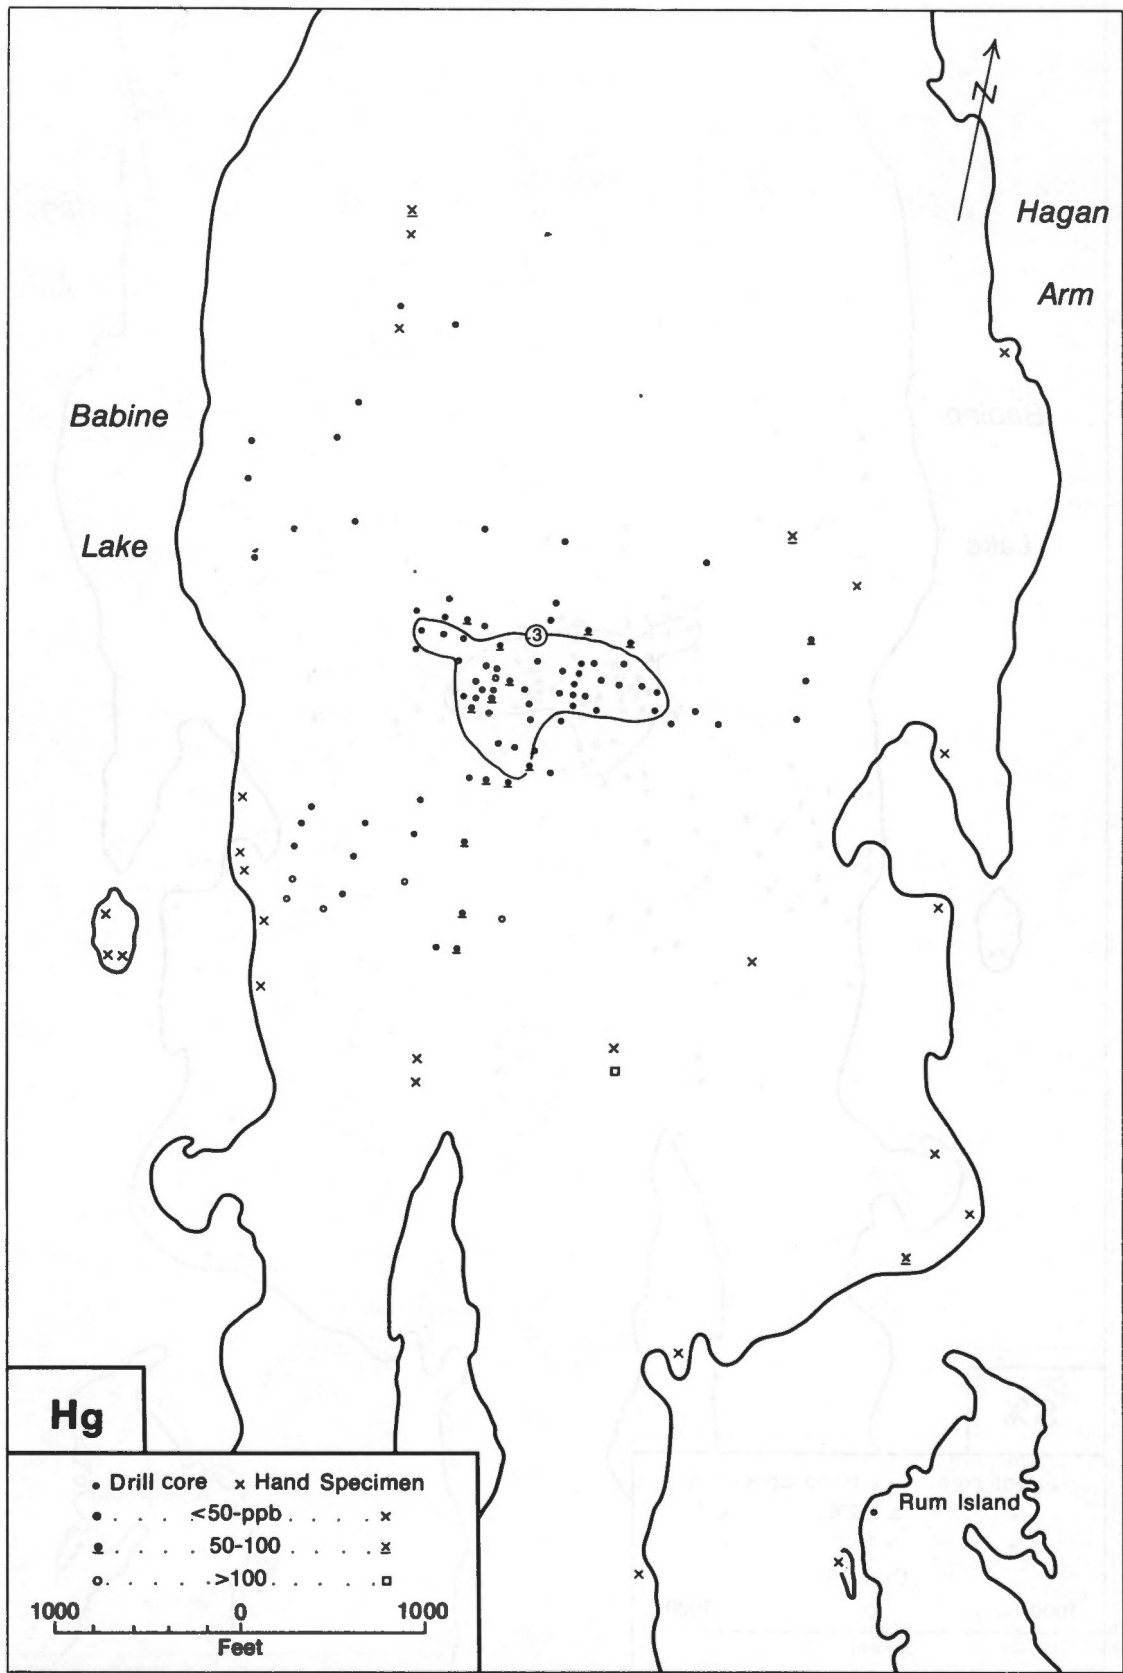 N
Hagan
Arm
Babine
Lake
.3
Hg
• Drill core x Hand Specimen
• . . . . <50-ppb . . . . . x
• . . . . . 50-100 . . . . . x
o . . . . . . >100 . . . . . . □
1000 0 1000
Feet
Rum Island